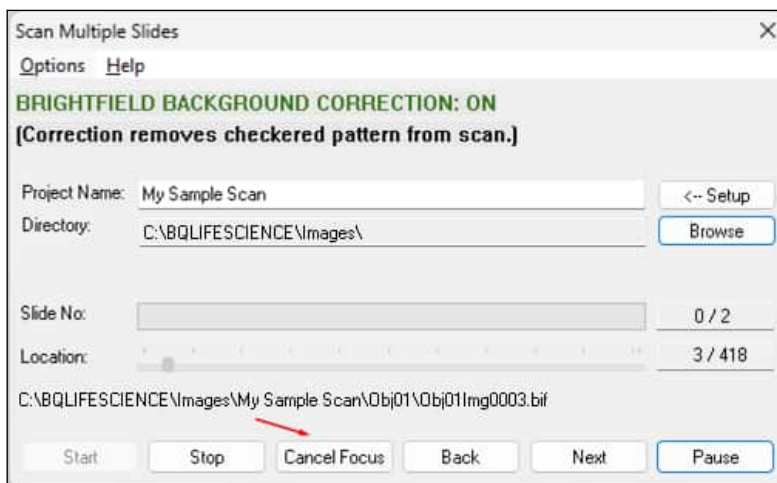 Scan Multiple Slides
Options Help
BRIGHTFIELD BACKGROUND CORRECTION: ON
(Correction removes checkered pattern from scan.)
Project Name: My Sample Scan <-- Setup
Directory: C:\BQLIFESCIENCE\Images\ Browse
Slide No: 0 / 2
Location: 3 / 418
C:\BQLIFESCIENCE\Images\My Sample Scan\Obj01\Obj01Img0003.bif
Start Stop Cancel Focus Back Next Pause